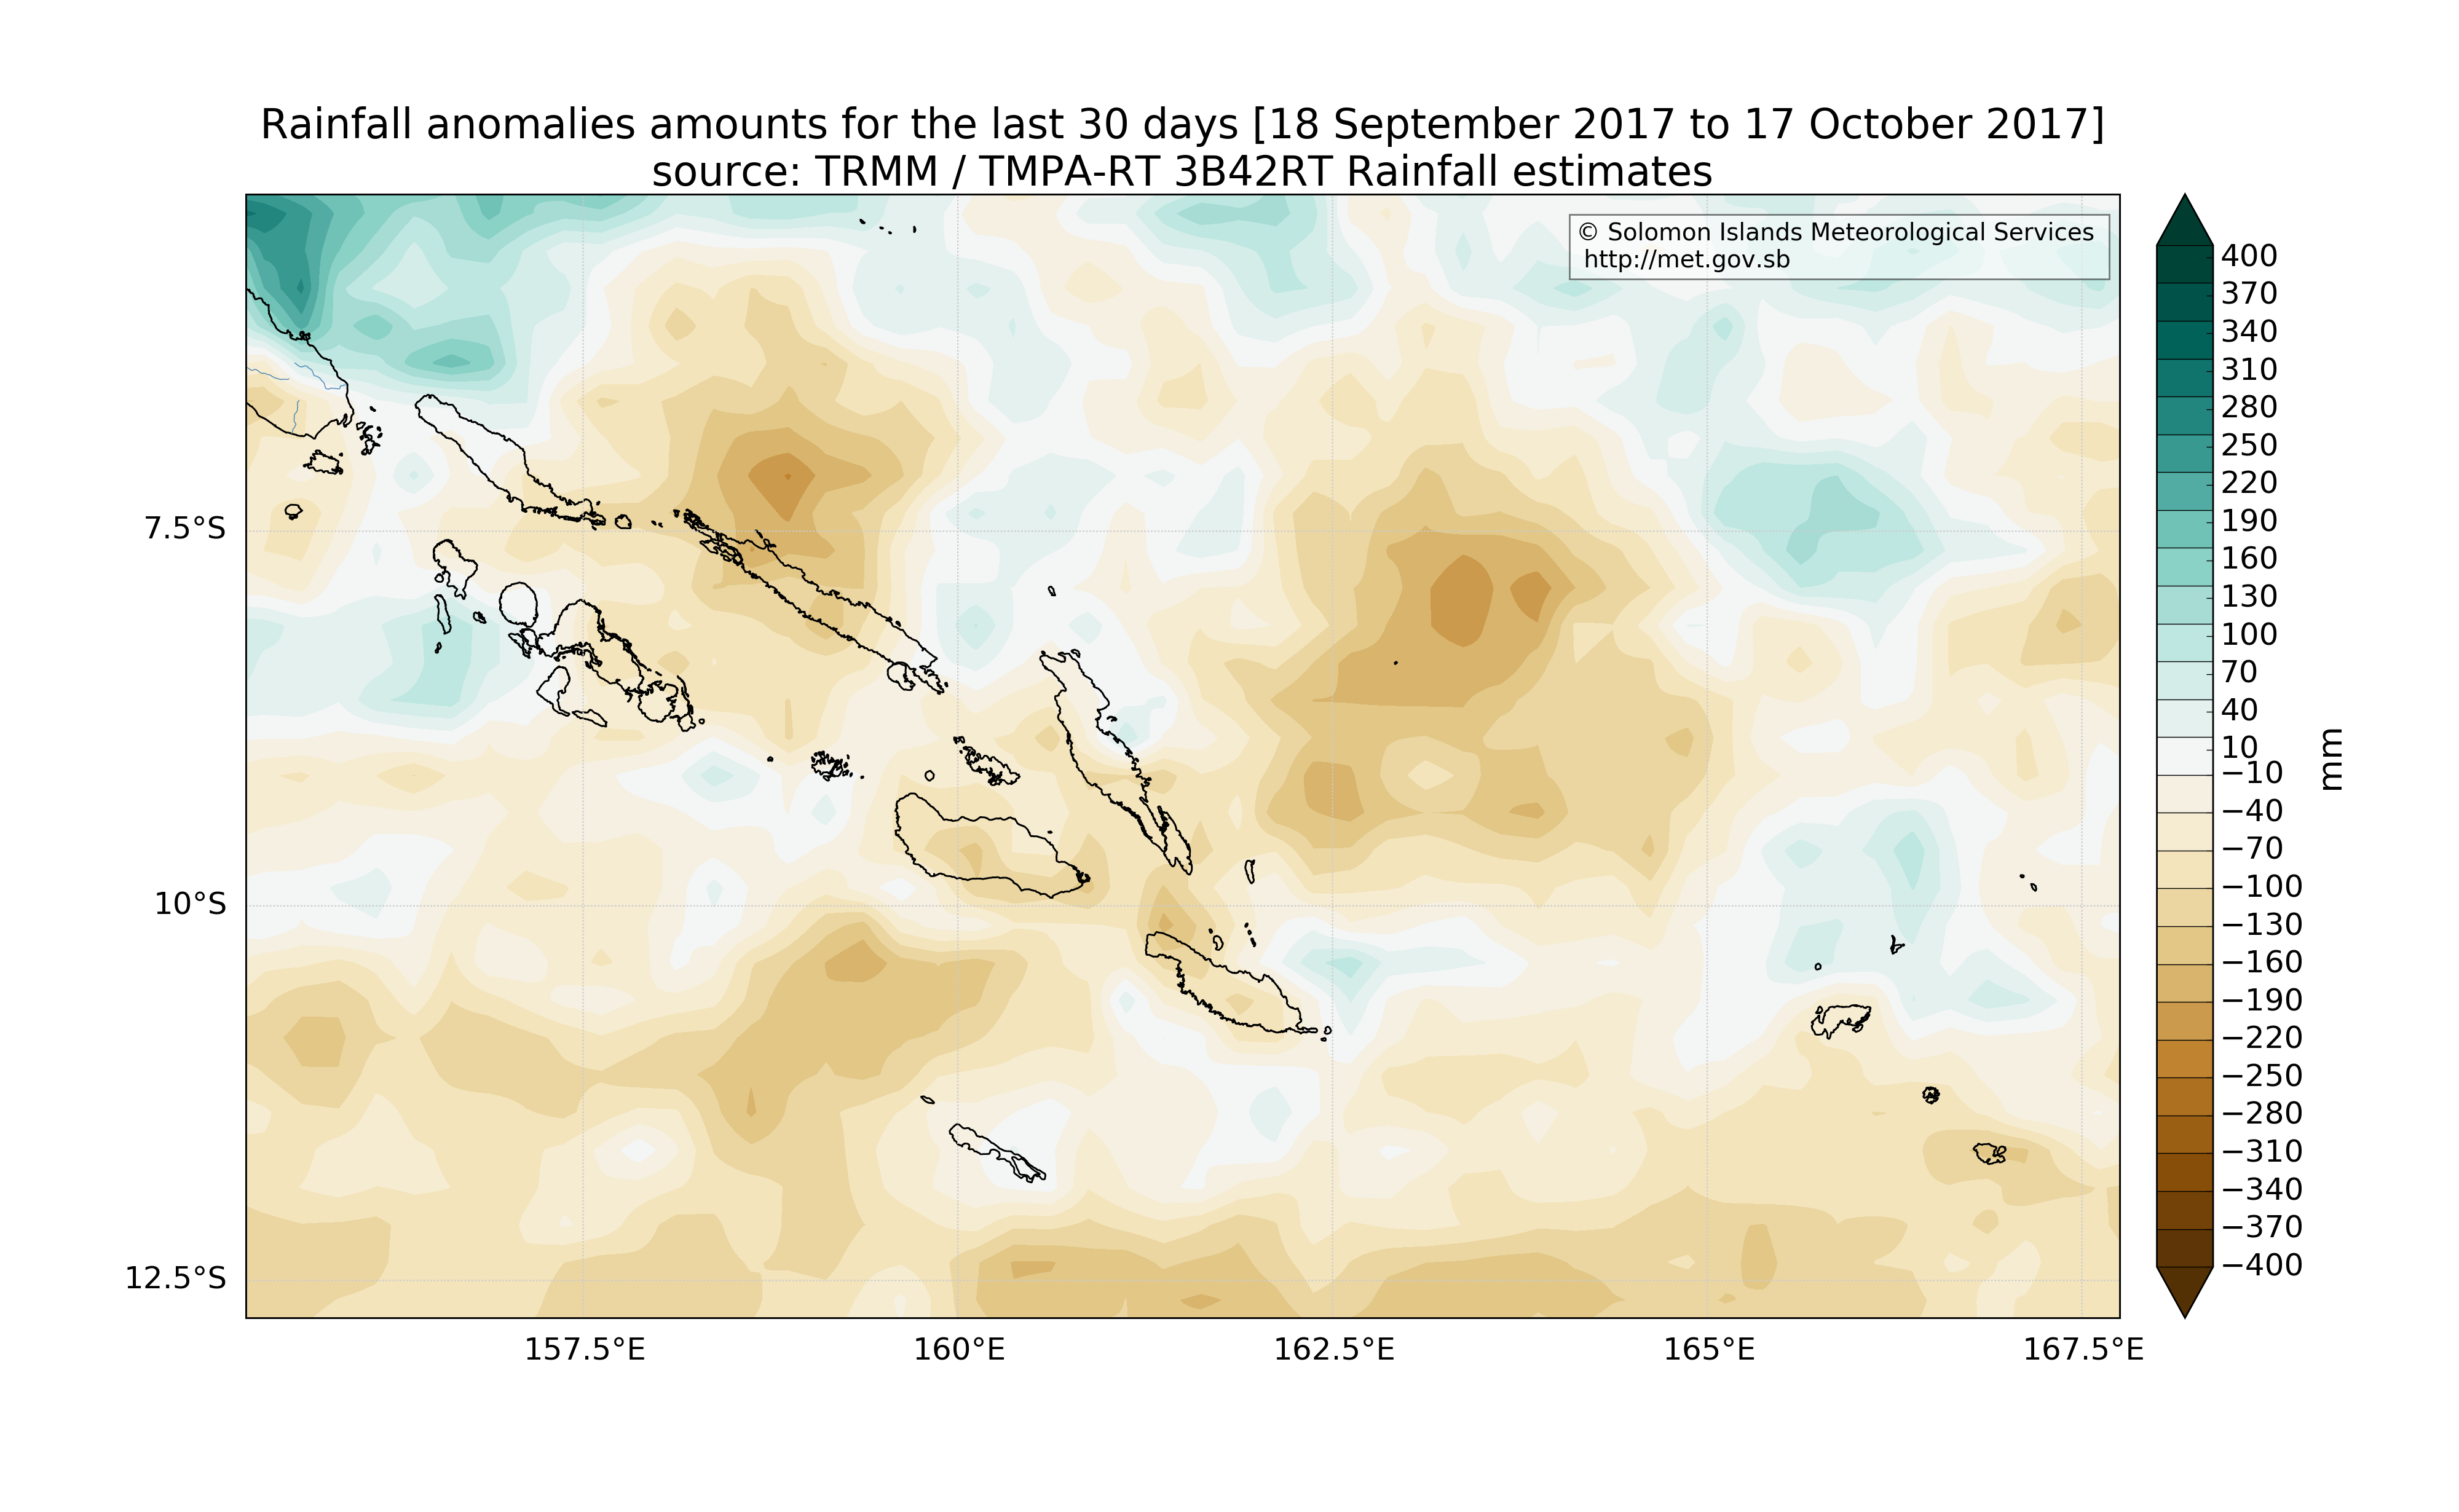 Rainfall anomalies amounts for the last 30 days [18 September 2017 to 17 October 2017]
source: TRMM / TMPA-RT 3B42RT Rainfall estimates
© Solomon Islands Meteorological Services
http://met.gov.sb
7.5°S
10°S
12.5°S
157.5°E
160°E
162.5°E
165°E
167.5°E
400
370
340
310
280
250
220
190
160
130
100
70
40
10
−10
−40
−70
−100
−130
−160
−190
−220
−250
−280
−310
−340
−370
−400
mm